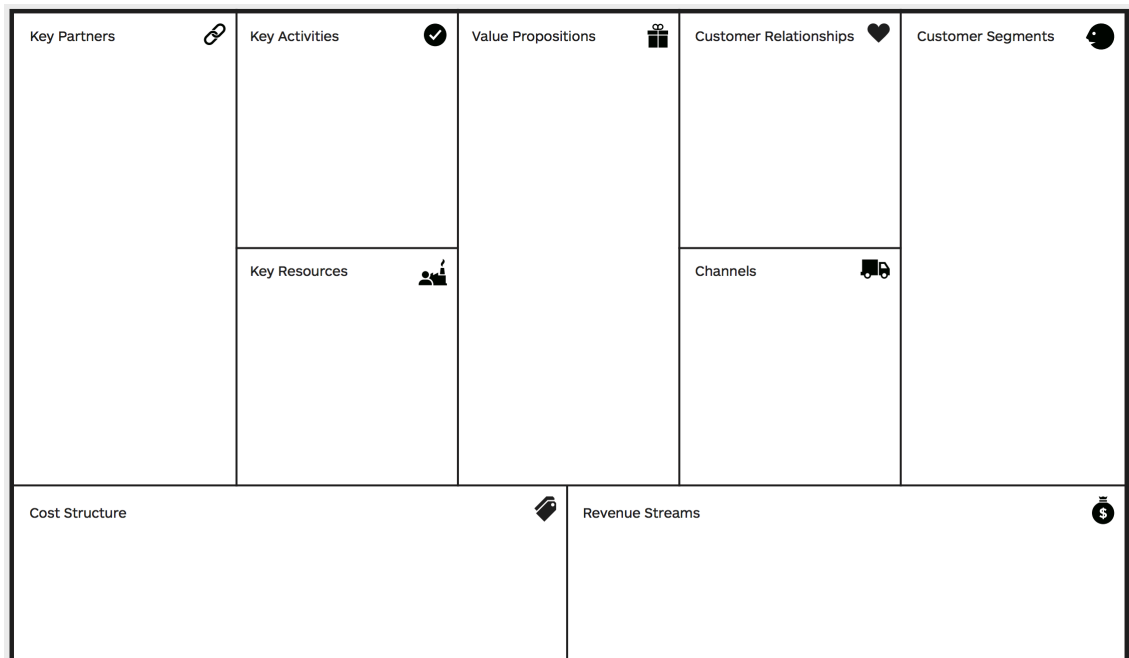 Key Partners
Key Activities
Value Propositions
Customer Relationships
Customer Segments
Key Resources
Channels
Cost Structure
Revenue Streams
$